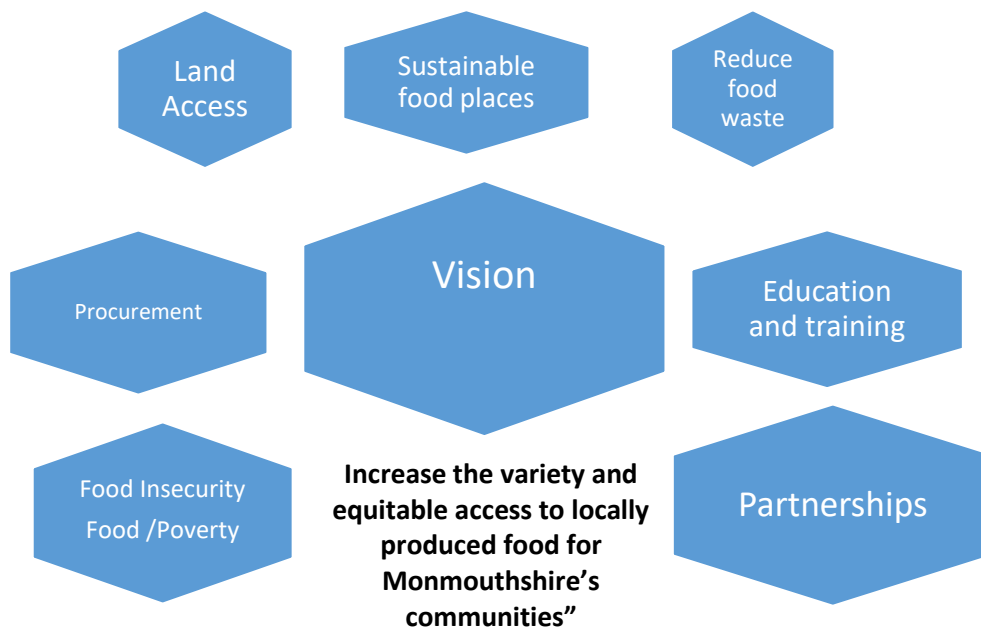 Land
Access
Sustainable
food places
Reduce
food
waste
Vision
Procurement
Education
and training
Food Insecurity
Food /Poverty
Increase the variety and
equitable access to locally
produced food for
Monmouthshire’s
communities”
Partnerships